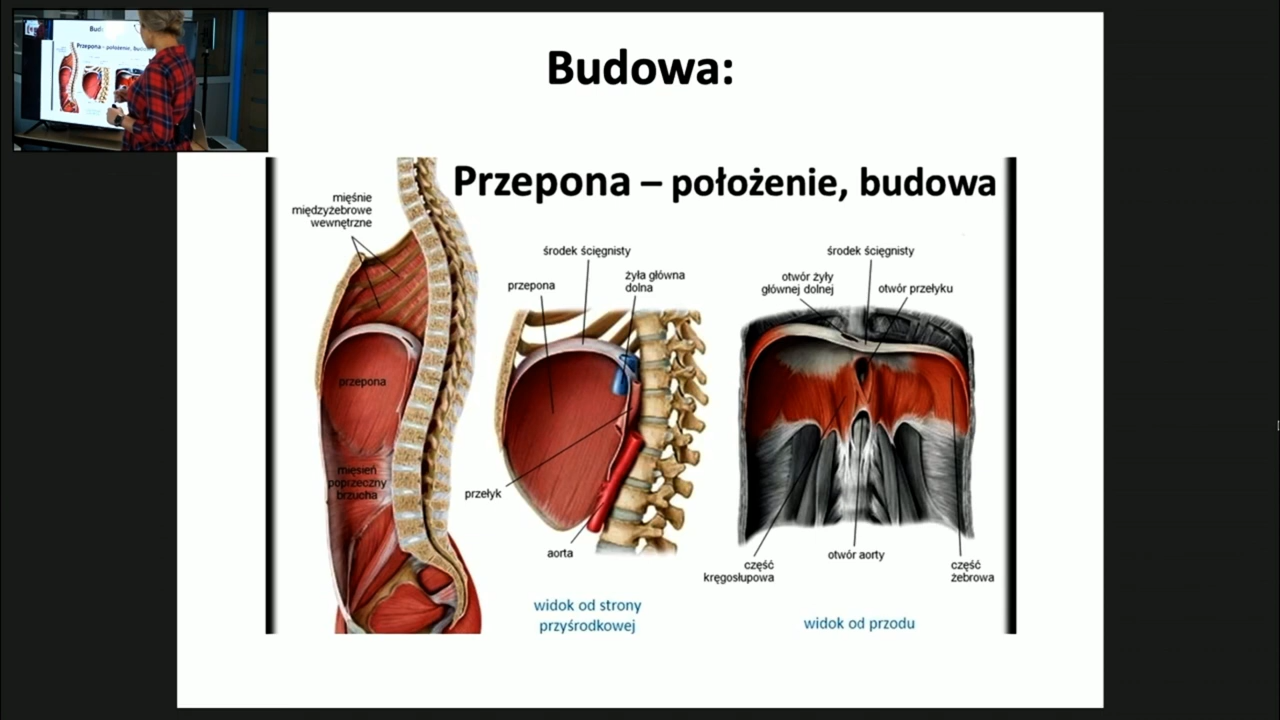 Budowa:
Przepona – położenie, budowa
mięśnie
międzyżebrowe
wewnętrzne
przepona
mięsień
poprzeczny
brzucha
środek ścięgnisty
przepona
żyła główna
dolna
przełyk
aorta
widok od strony
przyśrodkowej
środek ścięgnisty
otwór żyły
głównej dolnej
otwór przełyku
część
kręgosłupowa
otwór aorty
część
żebrowa
widok od przodu
Przepona – położenie,